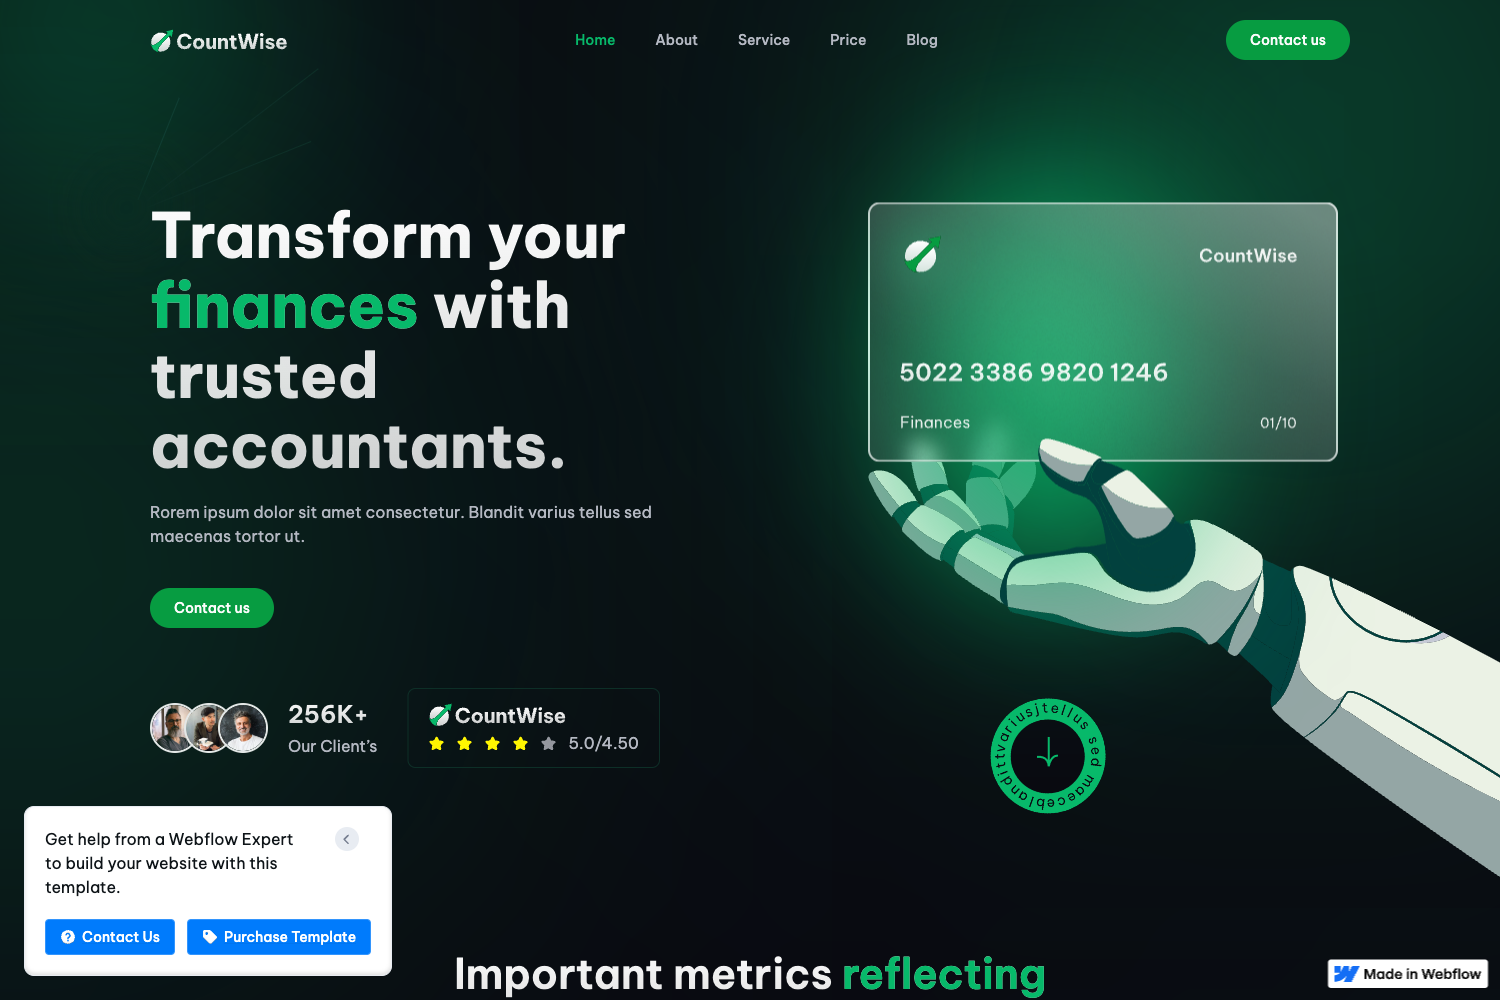 CountWise
Home
About
Service
Price
Blog
Contact us
Transform your
finances with
trusted
accountants.
Rorem ipsum dolor sit amet consectetur. Blandit varius tellus sed
maecenas tortor ut.
Contact us
256K+
Our Client's
CountWise
5.0/4.50
CountWise
5022 3386 9820 1246
Finances
01/10
tellus sed maeceblandittvariusj
Get help from a Webflow Expert
to build your website with this
template.
Contact Us
Purchase Template
Important metrics reflecting
Made in Webflow